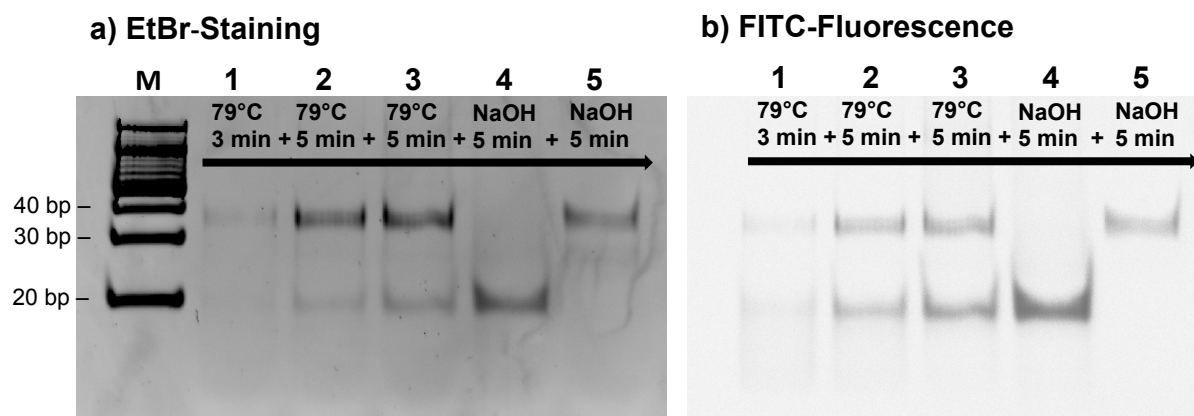 a) EtBr-Staining
M 1 2 3 4 5
79°C 79°C 79°C NaOH NaOH
3 min + 5 min + 5 min + 5 min + 5 min
40 bp –
30 bp –
20 bp –
b) FITC-Fluorescence
1 2 3 4 5
79°C 79°C 79°C NaOH NaOH
3 min + 5 min + 5 min + 5 min + 5 min